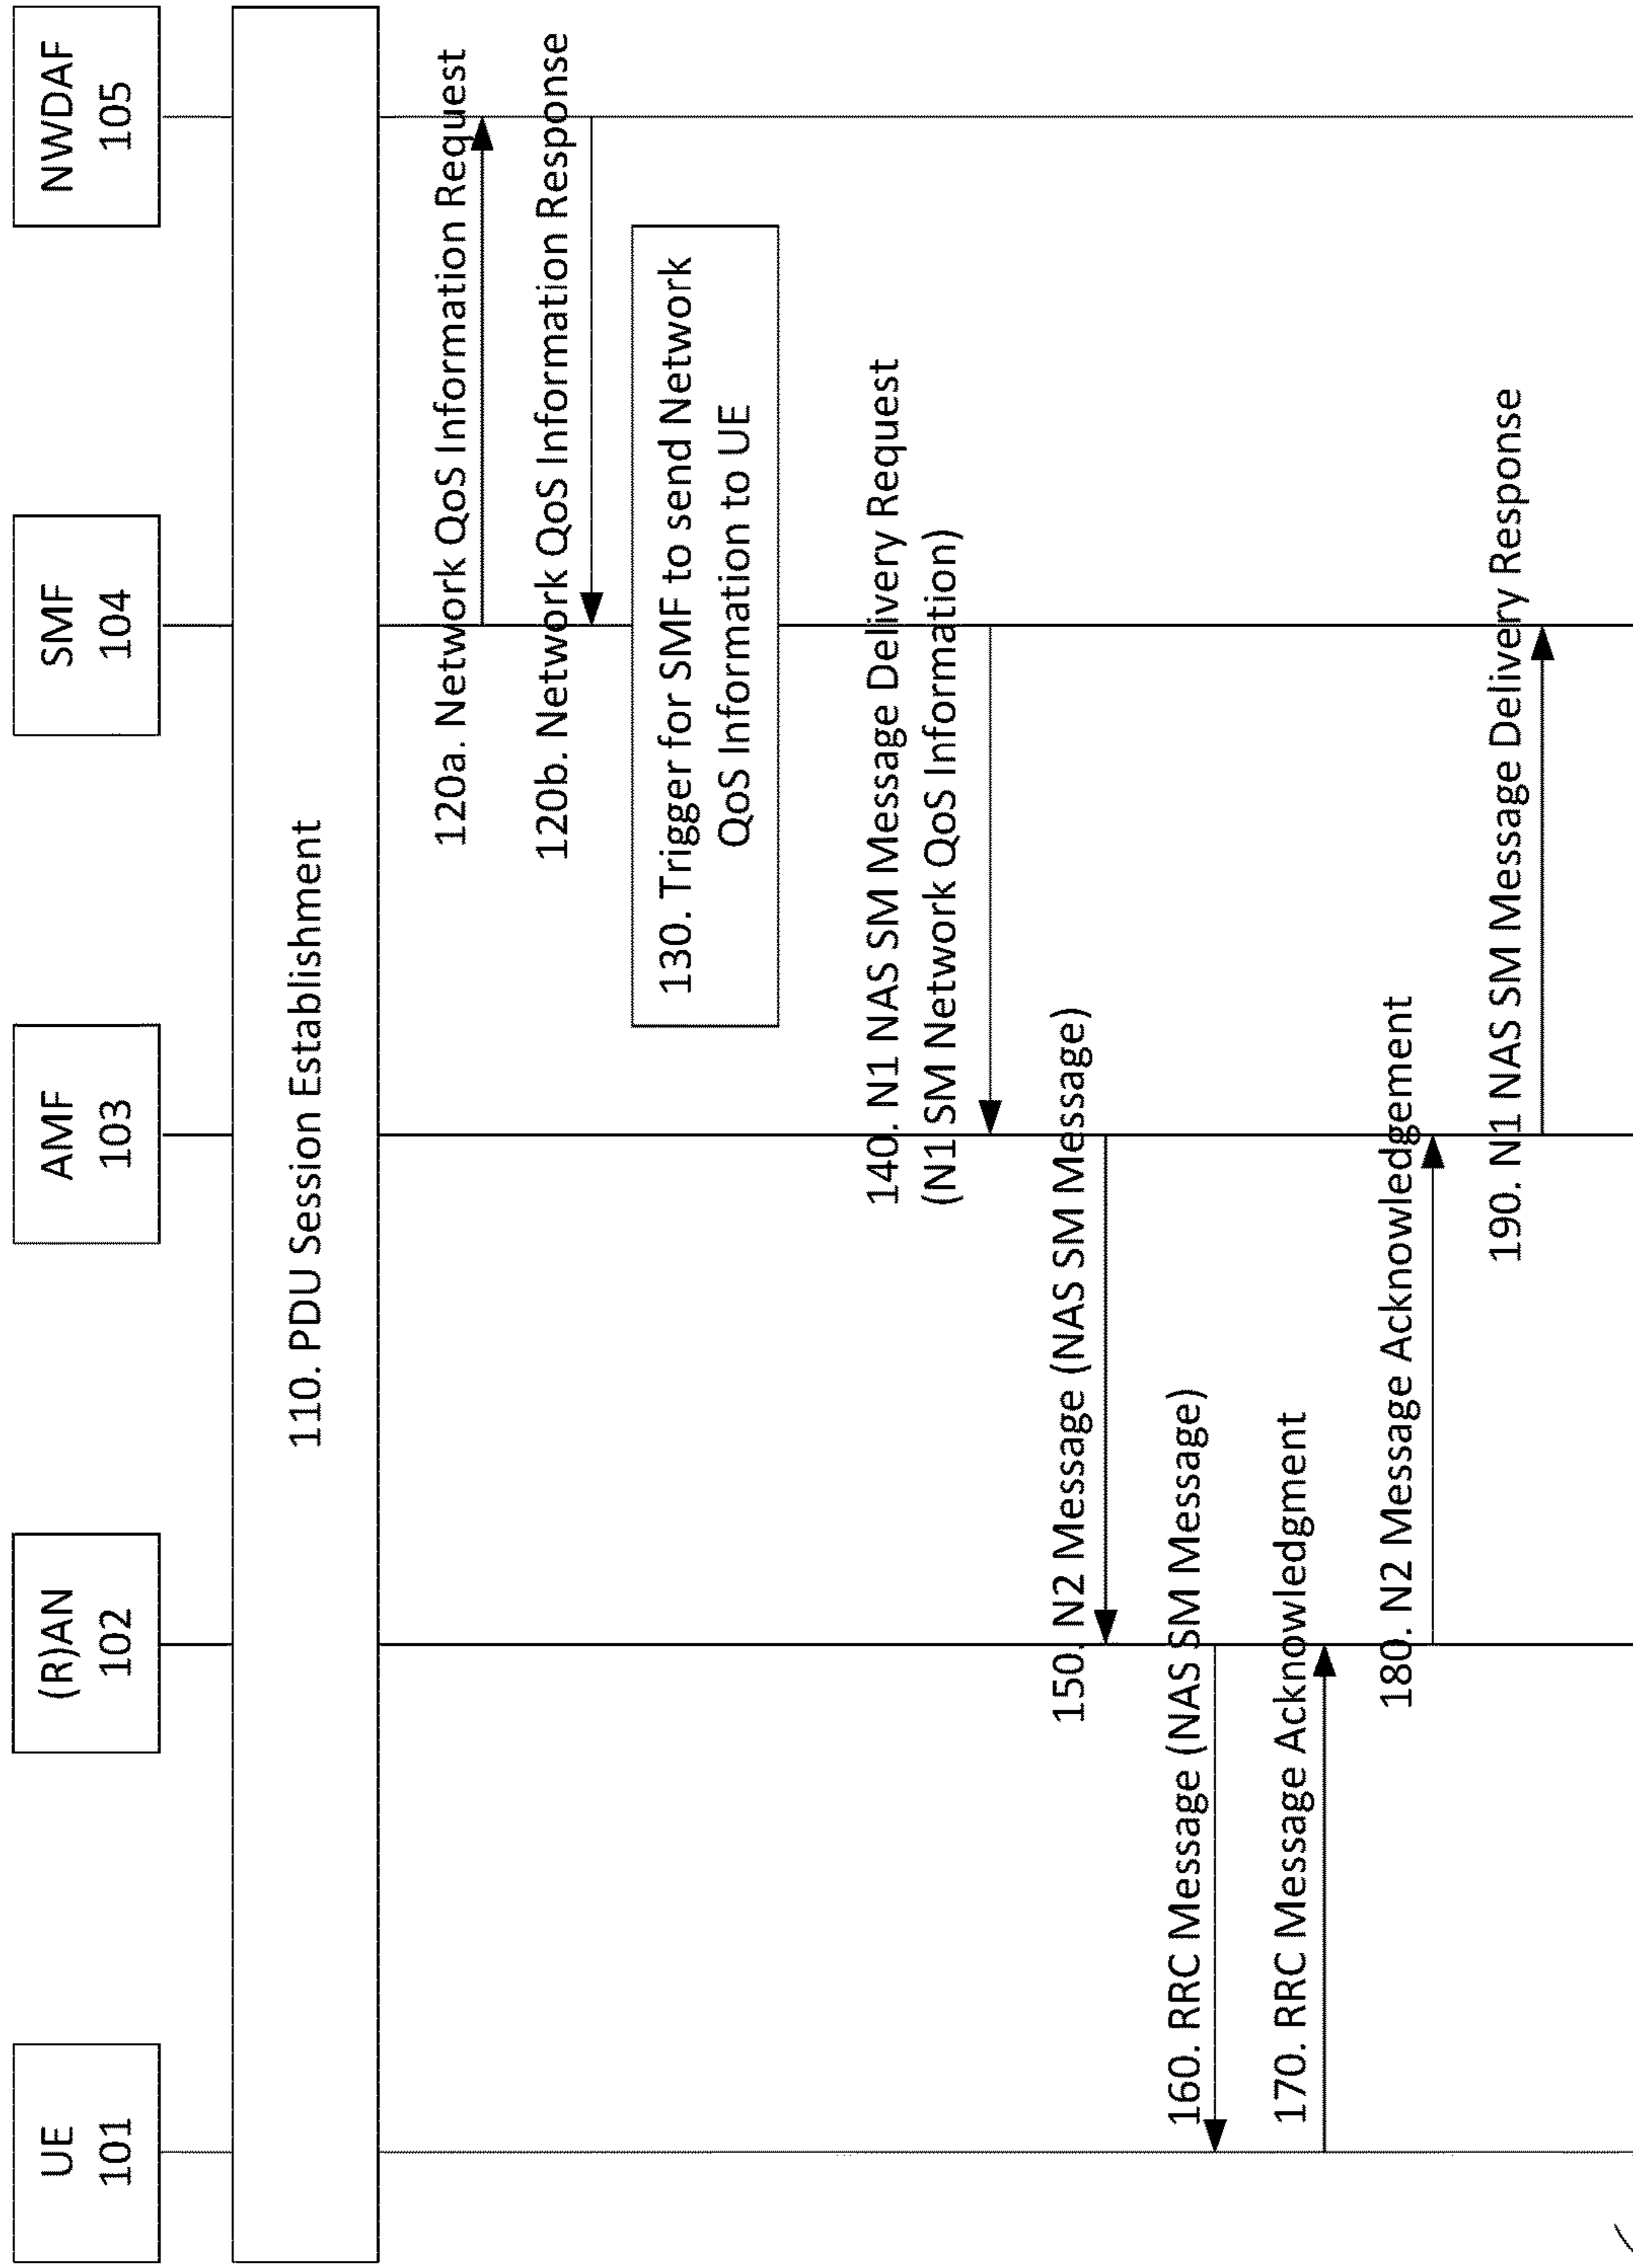 UE
101
(R)AN
102
AMF
103
SMF
104
NWDAF
105
110. PDU Session Establishment
120a. Network QoS Information Request
120b. Network QoS Information Response
130. Trigger for SMF to send Network
QoS Information to UE
140. N1 NAS SM Message Delivery Request
(N1 SM Network QoS Information)
150. N2 Message (NAS SM Message)
160. RRC Message (NAS SM Message)
170. RRC Message Acknowledgment
180. N2 Message Acknowledgement
190. N1 NAS SM Message Delivery Response